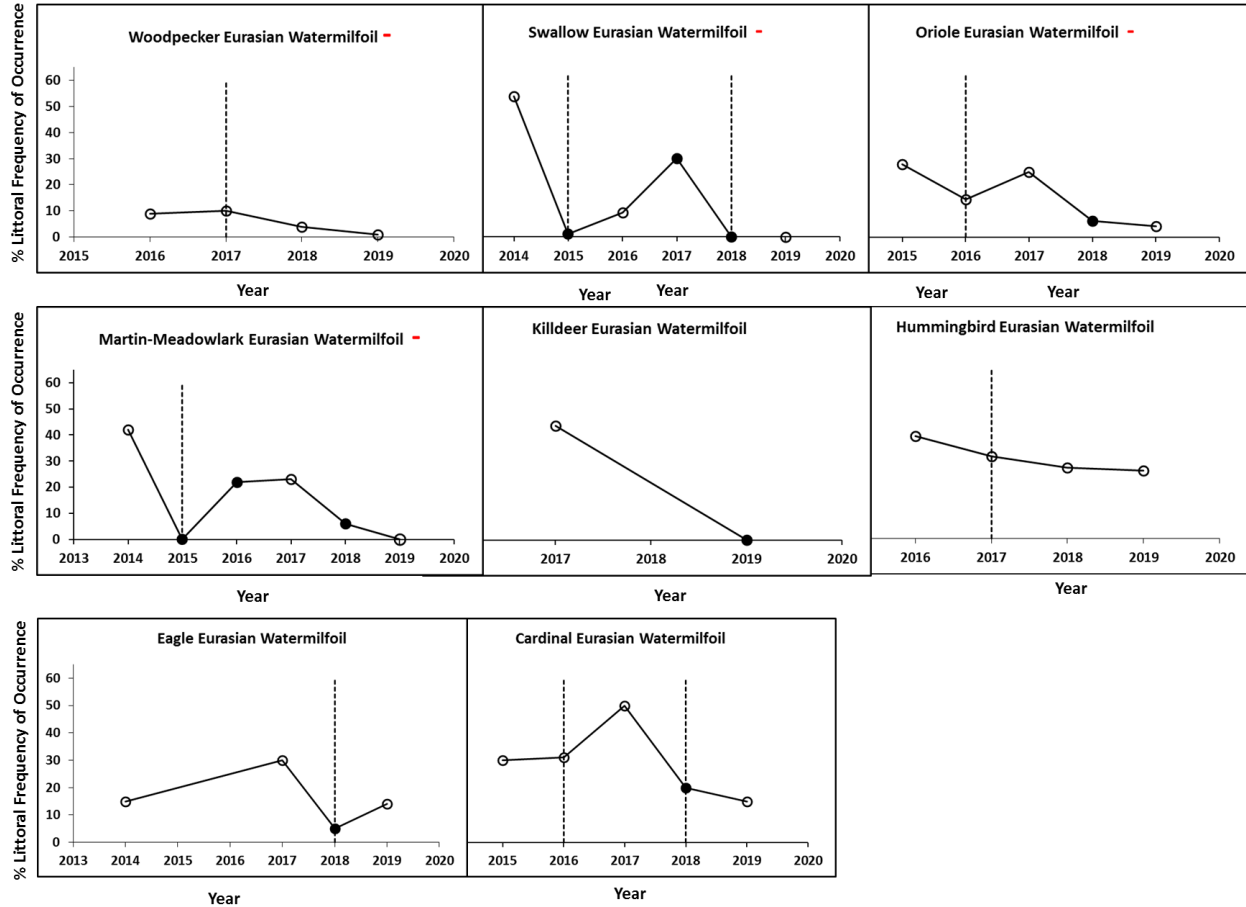 % Littoral Frequency of Occurrence
Woodpecker Eurasian Watermilfoil -
60
50
40
30
20
10
0
2015 2016 2017 2018 2019 2020
Year
Swallow Eurasian Watermilfoil -
2014 2015 2016 2017 2018 2019 2020
Year Year
Oriole Eurasian Watermilfoil -
2015 2016 2017 2018 2019 2020
Year Year
% Littoral Frequency of Occurrence
Martin-Meadowlark Eurasian Watermilfoil -
60
50
40
30
20
10
0
2013 2014 2015 2016 2017 2018 2019 2020
Year
Killdeer Eurasian Watermilfoil
2017 2018 2019 2020
Year
Hummingbird Eurasian Watermilfoil
2016 2017 2018 2019 2020
Year
% Littoral Frequency of Occurrence
Eagle Eurasian Watermilfoil
60
50
40
30
20
10
0
2013 2014 2015 2016 2017 2018 2019 2020
Year
Cardinal Eurasian Watermilfoil
2015 2016 2017 2018 2019 2020
Year